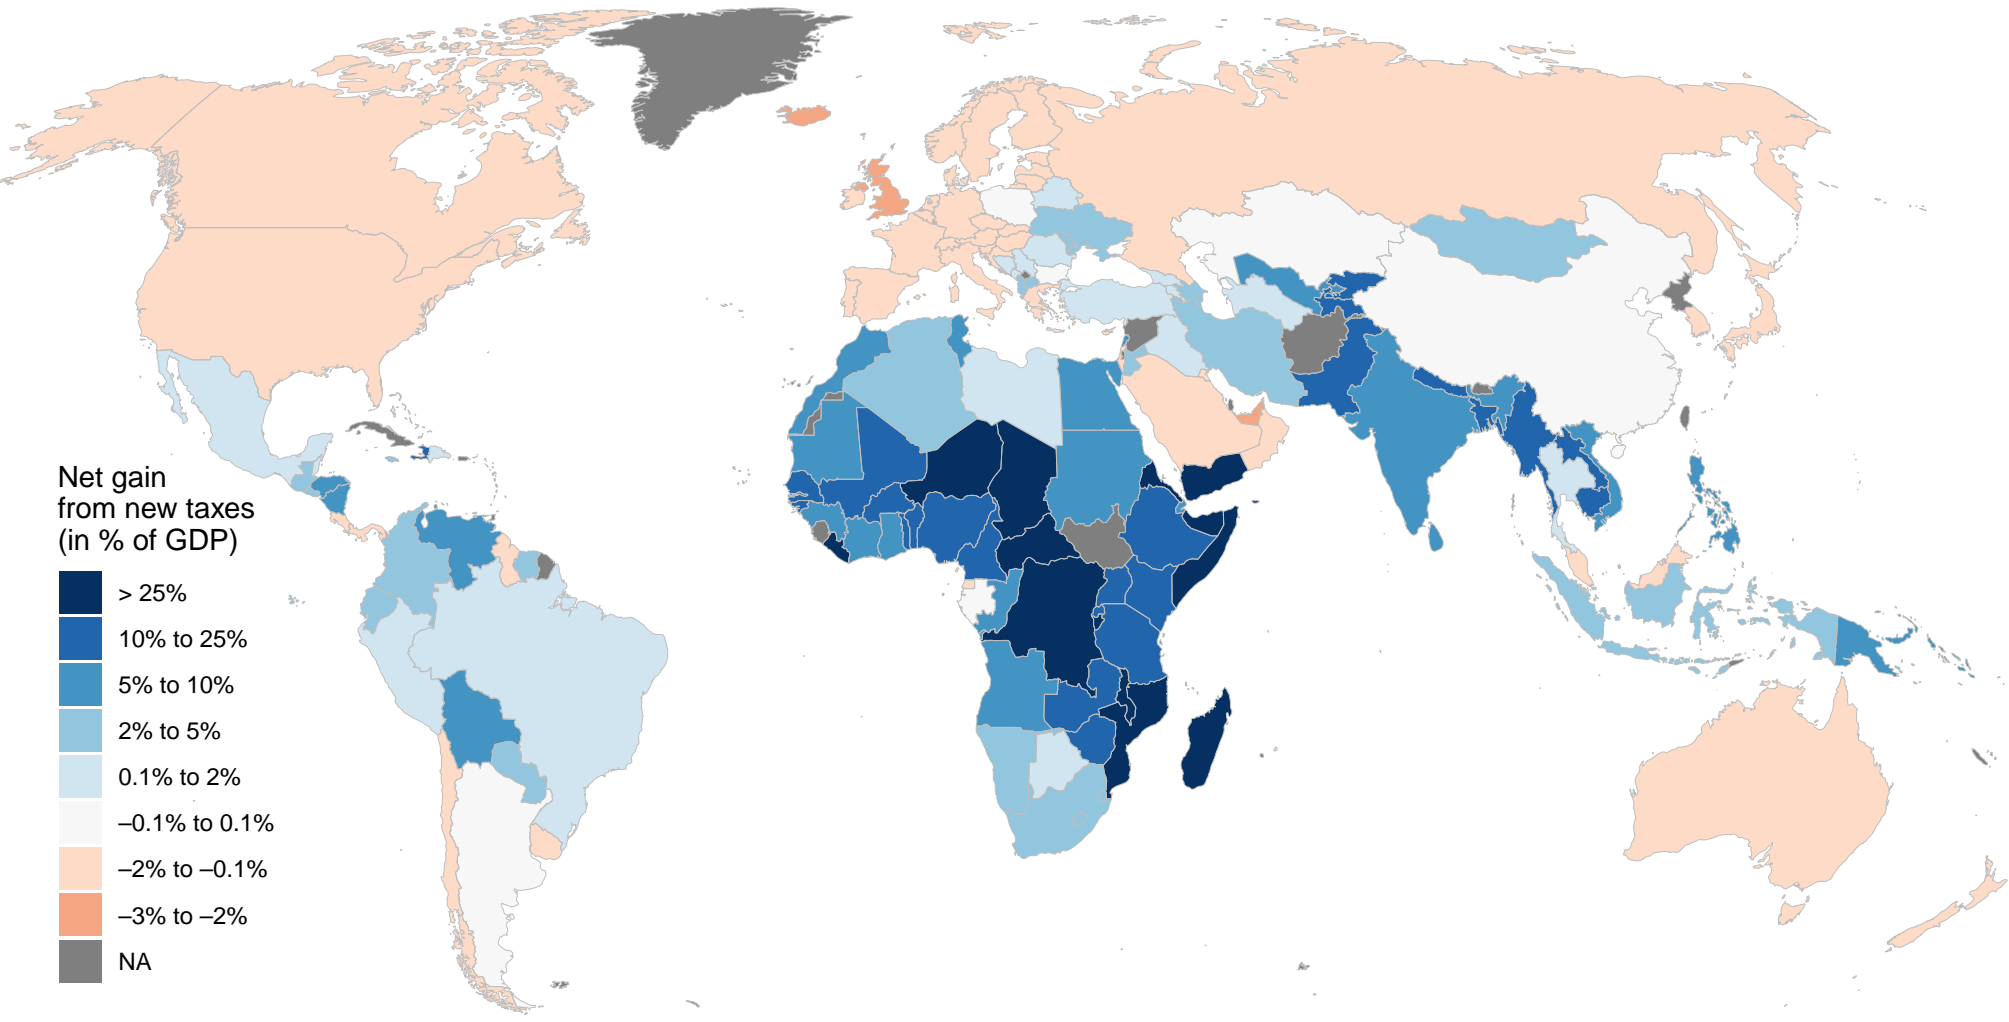 Net gain
from new taxes
(in % of GDP)
> 25%
10% to 25%
5% to 10%
2% to 5%
0.1% to 2%
–0.1% to 0.1%
–2% to –0.1%
–3% to –2%
NA